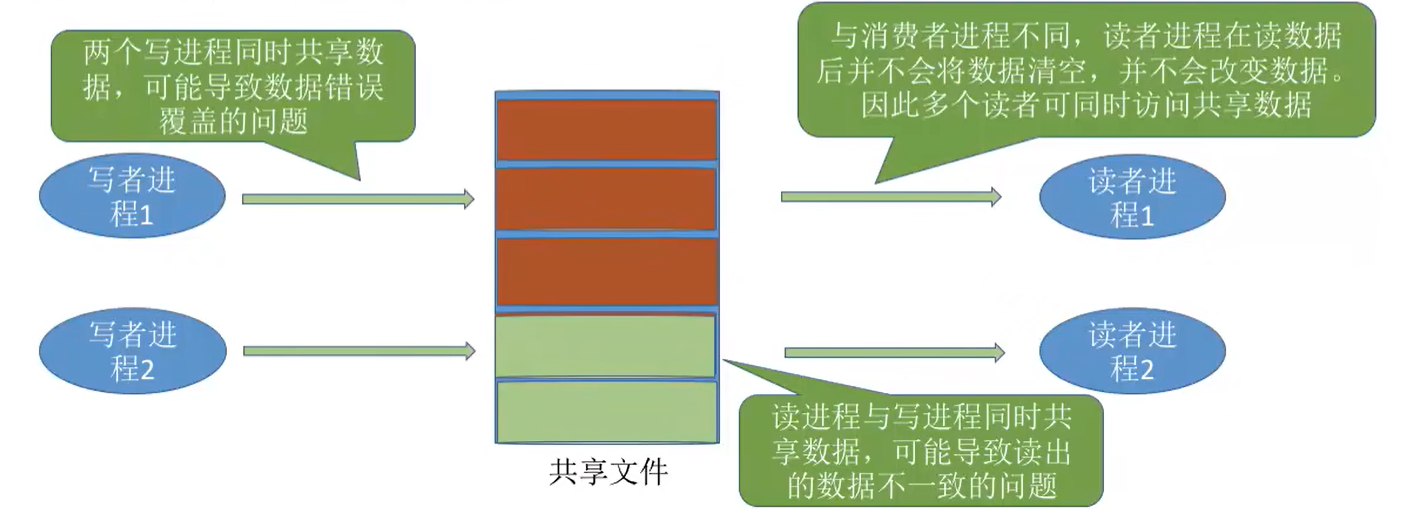 两个写进程同时共享数
据，可能导致数据错误
覆盖的问题
与消费者进程不同，读者进程在读数据
后并不会将数据清空，并不会改变数据。
因此多个读者可同时访问共享数据
写者进
程1
读者进
程1
写者进
程2
读者进
程2
读进程与写进程同时共
享数据，可能导致读出
的数据不一致的问题
共享文件